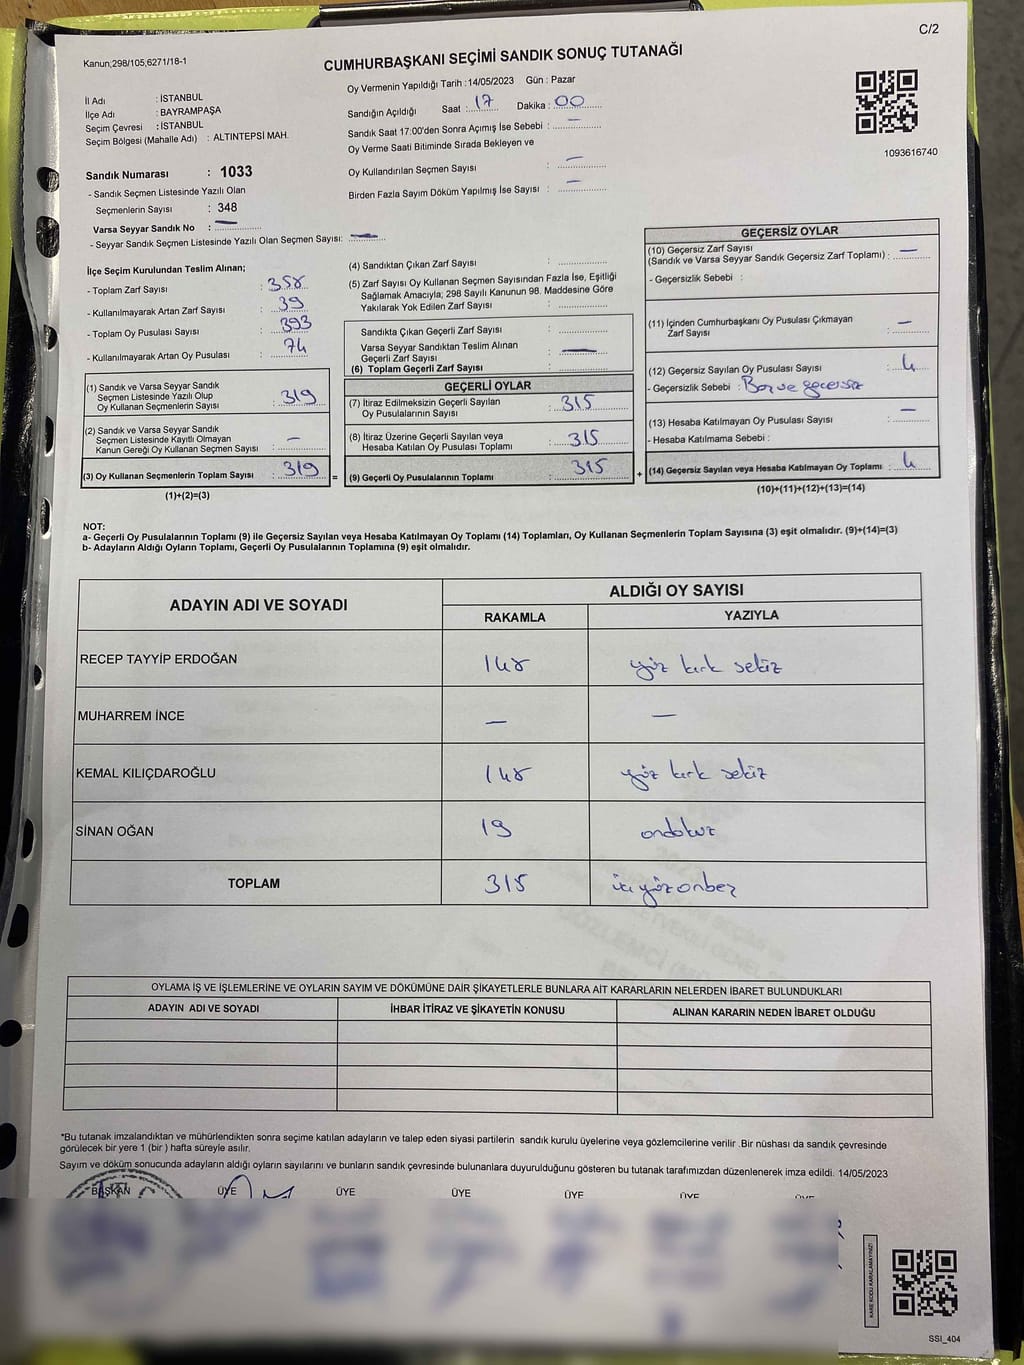 C/2
Kanun;298/105,6271/18-1
CUMHURBAŞKANI SEÇİMİ SANDIK SONUÇ TUTANAĞI
İl Adı : İSTANBUL
İlçe Adı : BAYRAMPAŞA
Seçim Çevresi : İSTANBUL
Seçim Bölgesi (Mahalle Adı) : ALTINTEPSİ MAH.
Oy Vermenin Yapıldığı Tarih :14/05/2023 Gün : Pazar
Sandığın Açıldığı Saat : 17 Dakika : 00
Sandık Saat 17:00'den Sonra Açımış İse Sebebi : —
Oy Verme Saati Bitiminde Sırada Bekleyen ve
Oy Kullandırılan Seçmen Sayısı : —
Birden Fazla Sayım Döküm Yapılmış İse Sayısı : —
1093616740
Sandık Numarası : 1033
- Sandık Seçmen Listesinde Yazılı Olan
Seçmenlerin Sayısı : 348
Varsa Seyyar Sandık No : —
- Seyyar Sandık Seçmen Listesinde Yazılı Olan Seçmen Sayısı: —
İlçe Seçim Kurulundan Teslim Alınan;
- Toplam Zarf Sayısı : 358
- Kullanılmayarak Artan Zarf Sayısı : 39
- Toplam Oy Pusulası Sayısı : 393
- Kullanılmayarak Artan Oy Pusulası : 74
(1) Sandık ve Varsa Seyyar Sandık
Seçmen Listesinde Yazılı Olup
Oy Kullanan Seçmenlerin Sayısı : 319
(2) Sandık ve Varsa Seyyar Sandık
Seçmen Listesinde Kayıtlı Olmayan
Kanun Gereği Oy Kullanan Seçmen Sayısı : —
(3) Oy Kullanan Seçmenlerin Toplam Sayısı : 319 =
(1)+(2)=(3)
(4) Sandıktan Çıkan Zarf Sayısı :
(5) Zarf Sayısı Oy Kullanan Seçmen Sayısından Fazla İse, Eşitliği
Sağlamak Amacıyla; 298 Sayılı Kanunun 98. Maddesine Göre
Yakılarak Yok Edilen Zarf Sayısı :
Sandıkta Çıkan Geçerli Zarf Sayısı :
Varsa Seyyar Sandıktan Teslim Alınan
Geçerli Zarf Sayısı : —
(6) Toplam Geçerli Zarf Sayısı :
GEÇERLİ OYLAR
(7) İtiraz Edilmeksizin Geçerli Sayılan
Oy Pusulalarının Sayısı : 315
(8) İtiraz Üzerine Geçerli Sayılan veya
Hesaba Katılan Oy Pusulası Toplamı : 315
(9) Geçerli Oy Pusulalarının Toplamı : 315 +
GEÇERSİZ OYLAR
(10) Geçersiz Zarf Sayısı
(Sandık ve Varsa Seyyar Sandık Geçersiz Zarf Toplamı) : —
- Geçersizlik Sebebi :
(11) İçinden Cumhurbaşkanı Oy Pusulası Çıkmayan
Zarf Sayısı : —
(12) Geçersiz Sayılan Oy Pusulası Sayısı : 4
- Geçersizlik Sebebi : Boş ve geçersiz
(13) Hesaba Katılmayan Oy Pusulası Sayısı : —
- Hesaba Katılmama Sebebi :
(14) Geçersiz Sayılan veya Hesaba Katılmayan Oy Toplamı : 4
(10)+(11)+(12)+(13)=(14)
NOT:
a- Geçerli Oy Pusulalarının Toplamı (9) ile Geçersiz Sayılan veya Hesaba Katılmayan Oy Toplamı (14) Toplamları, Oy Kullanan Seçmenlerin Toplam Sayısına (3) eşit olmalıdır. (9)+(14)=(3)
b- Adayların Aldığı Oyların Toplamı, Geçerli Oy Pusulalarının Toplamına (9) eşit olmalıdır.
ADAYIN ADI VE SOYADI
ALDIĞI OY SAYISI
RAKAMLA YAZIYLA
RECEP TAYYİP ERDOĞAN 148 yüz kırk sekiz
MUHARREM İNCE — —
KEMAL KILIÇDAROĞLU 148 yüz kırk sekiz
SİNAN OĞAN 19 ondokuz
TOPLAM 315 üçyüzonbeş
OYLAMA İŞ VE İŞLEMLERİNE VE OYLARIN SAYIM VE DÖKÜMÜNE DAİR ŞİKAYETLERLE BUNLARA AİT KARARLARIN NELERDEN İBARET BULUNDUKLARI
ADAYIN ADI VE SOYADI İHBAR İTİRAZ VE ŞİKAYETİN KONUSU ALINAN KARARIN NEDEN İBARET OLDUĞU
*Bu tutanak imzalandıktan ve mühürlendikten sonra seçime katılan adayların ve talep eden siyasi partilerin sandık kurulu üyelerine veya gözlemcilerine verilir .Bir nüshası da sandık çevresinde
görülecek bir yere 1 (bir ) hafta süreyle asılır.
Sayım ve döküm sonucunda adayların aldığı oyların sayılarını ve bunların sandık çevresinde bulunanlara duyurulduğunu gösteren bu tutanak tarafımızdan düzenlenerek imza edildi. 14/05/2023
BAŞKAN ÜYE ÜYE ÜYE ÜYE ÜYE ÜYE
KARE KODU KARALAMAYINIZ!
SSI_404